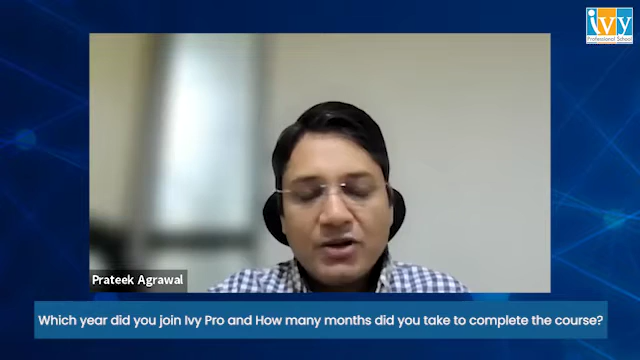 ivy
Professional School
Prateek Agrawal
Which year did you join Ivy Pro and How many months did you take to complete the course?